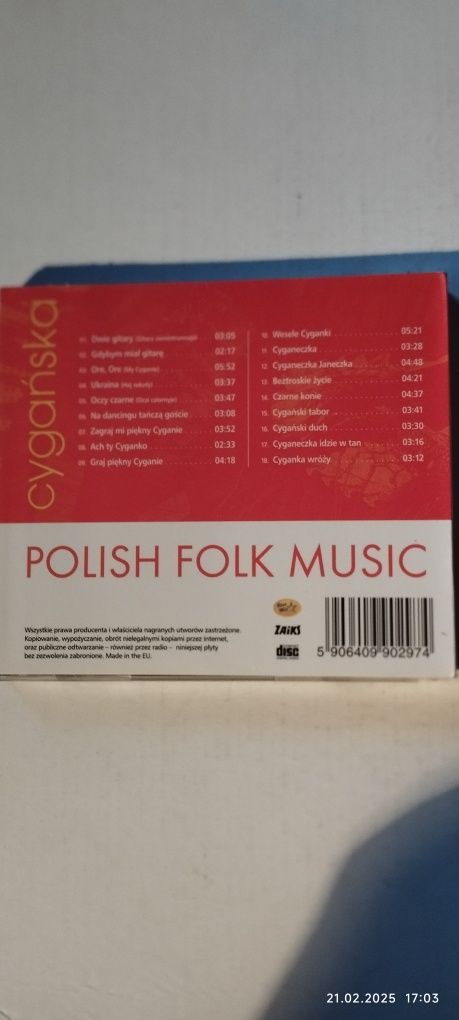 cygańska
01. Dwie gitary 03:05
02. Gdybym miał gitarę 02:17
03. Ore, Ore (My Cyganie) 05:52
04. Ukraina (Hej sokoły) 03:37
05. Oczy czarne 03:47
06. Na dancingu tańczą goście 03:08
07. Zagraj mi piękny Cyganie 03:52
08. Ach ty Cyganko 02:33
09. Graj piękny Cyganie 04:18
10. Wesele Cyganki 05:21
11. Cyganeczka 03:28
12. Cyganeczka Janeczka 04:48
13. Beztroskie życie 04:21
14. Czarne konie 04:37
15. Cygański tabor 03:41
16. Cygański duch 03:30
17. Cyganeczka idzie w tan 03:16
18. Cyganka wróży 03:12
POLISH FOLK MUSIC
Wszystkie prawa producenta i właściciela nagranych utworów zastrzeżone.
Kopiowanie, wypożyczanie, obrót nielegalnymi kopiami przez internet,
oraz publiczne odtwarzanie – również przez radio – niniejszej płyty
bez zezwolenia zabronione. Made in the EU.
ZAiKS
disc
5 906409 902974
21.02.2025 17:03